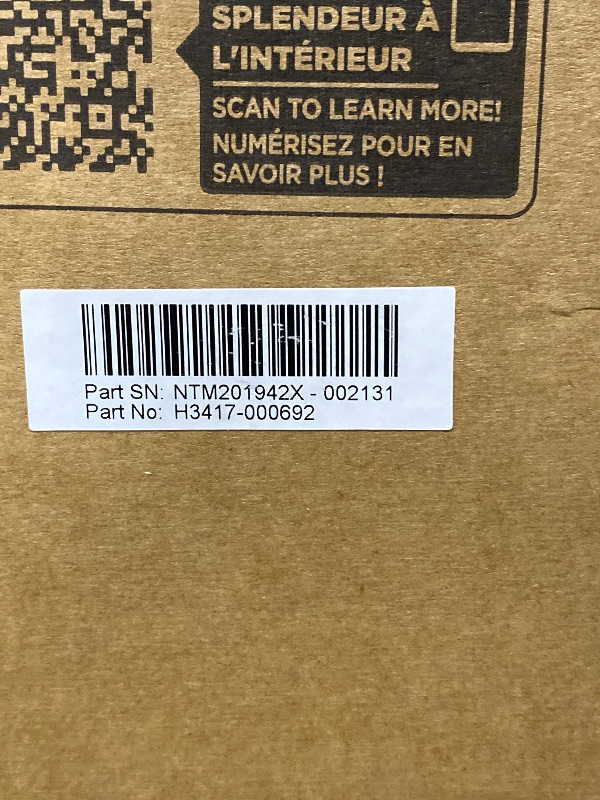 SPLENDEUR À
L'INTÉRIEUR
SCAN TO LEARN MORE!
NUMÉRISEZ POUR EN
SAVOIR PLUS !
Part SN: NTM201942X - 002131
Part No: H3417-000692